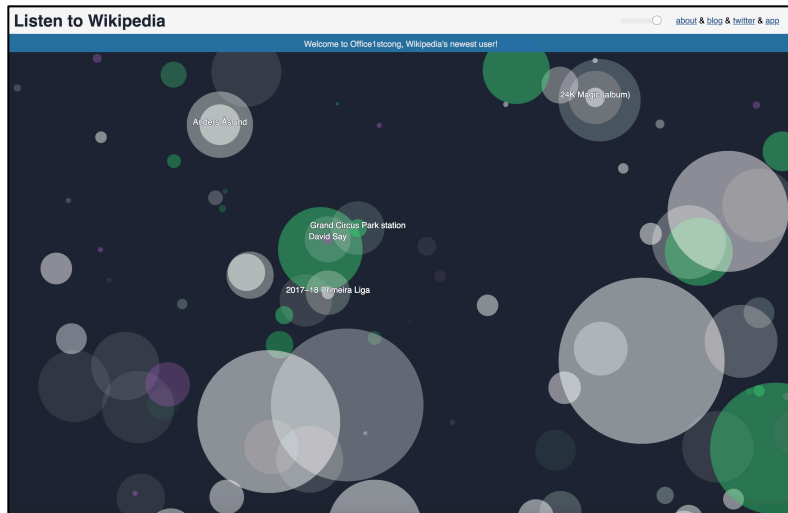 Listen to Wikipedia
about & blog & twitter & app
Welcome to Office1stcong, Wikipedia's newest user!
24K Magic (album)
Anders Åslund
Grand Circus Park station
David Say
2017–18 Primeira Liga